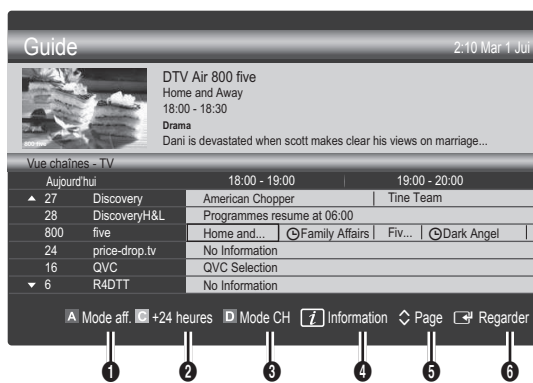 Guide
2:10 Mar 1 Jui
800 five
DTV Air 800 five
Home and Away
18:00 - 18:30
Drama
Dani is devastated when scott makes clear his views on marriage...
Vue chaînes - TV
Aujourd'hui 18:00 - 19:00 19:00 - 20:00
▲ 27 Discovery American Chopper Tine Team
28 DiscoveryH&L Programmes resume at 06:00
800 five Home and... Family Affairs Fiv... Dark Angel
24 price-drop.tv No Information
16 QVC QVC Selection
▼ 6 R4DTT No Information
A Mode aff. C +24 heures D Mode CH i Information Page Regarder
1 2 3 4 5 6